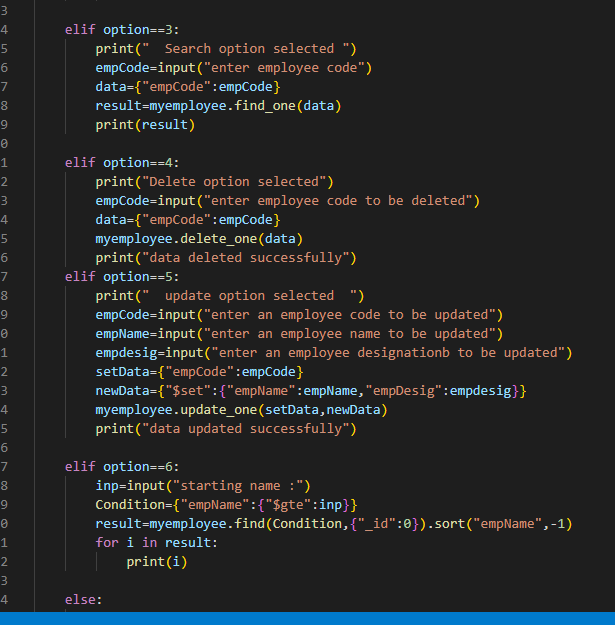 3
4 elif option==3:
5 print("  Search option selected ")
6 empCode=input("enter employee code")
7 data={"empCode":empCode}
8 result=myemployee.find_one(data)
9 print(result)
0
1 elif option==4:
2 print("Delete option selected")
3 empCode=input("enter employee code to be deleted")
4 data={"empCode":empCode}
5 myemployee.delete_one(data)
6 print("data deleted successfully")
7 elif option==5:
8 print("  update option selected  ")
9 empCode=input("enter an employee code to be updated")
0 empName=input("enter an employee name to be updated")
1 empdesig=input("enter an employee designationb to be updated")
2 setData={"empCode":empCode}
3 newData={"$set":{"empName":empName,"empDesig":empdesig}}
4 myemployee.update_one(setData,newData)
5 print("data updated successfully")
6
7 elif option==6:
8 inp=input("starting name :")
9 Condition={"empName":{"$gte":inp}}
0 result=myemployee.find(Condition,{"_id":0}).sort("empName",-1)
1 for i in result:
2 print(i)
3
4 else: